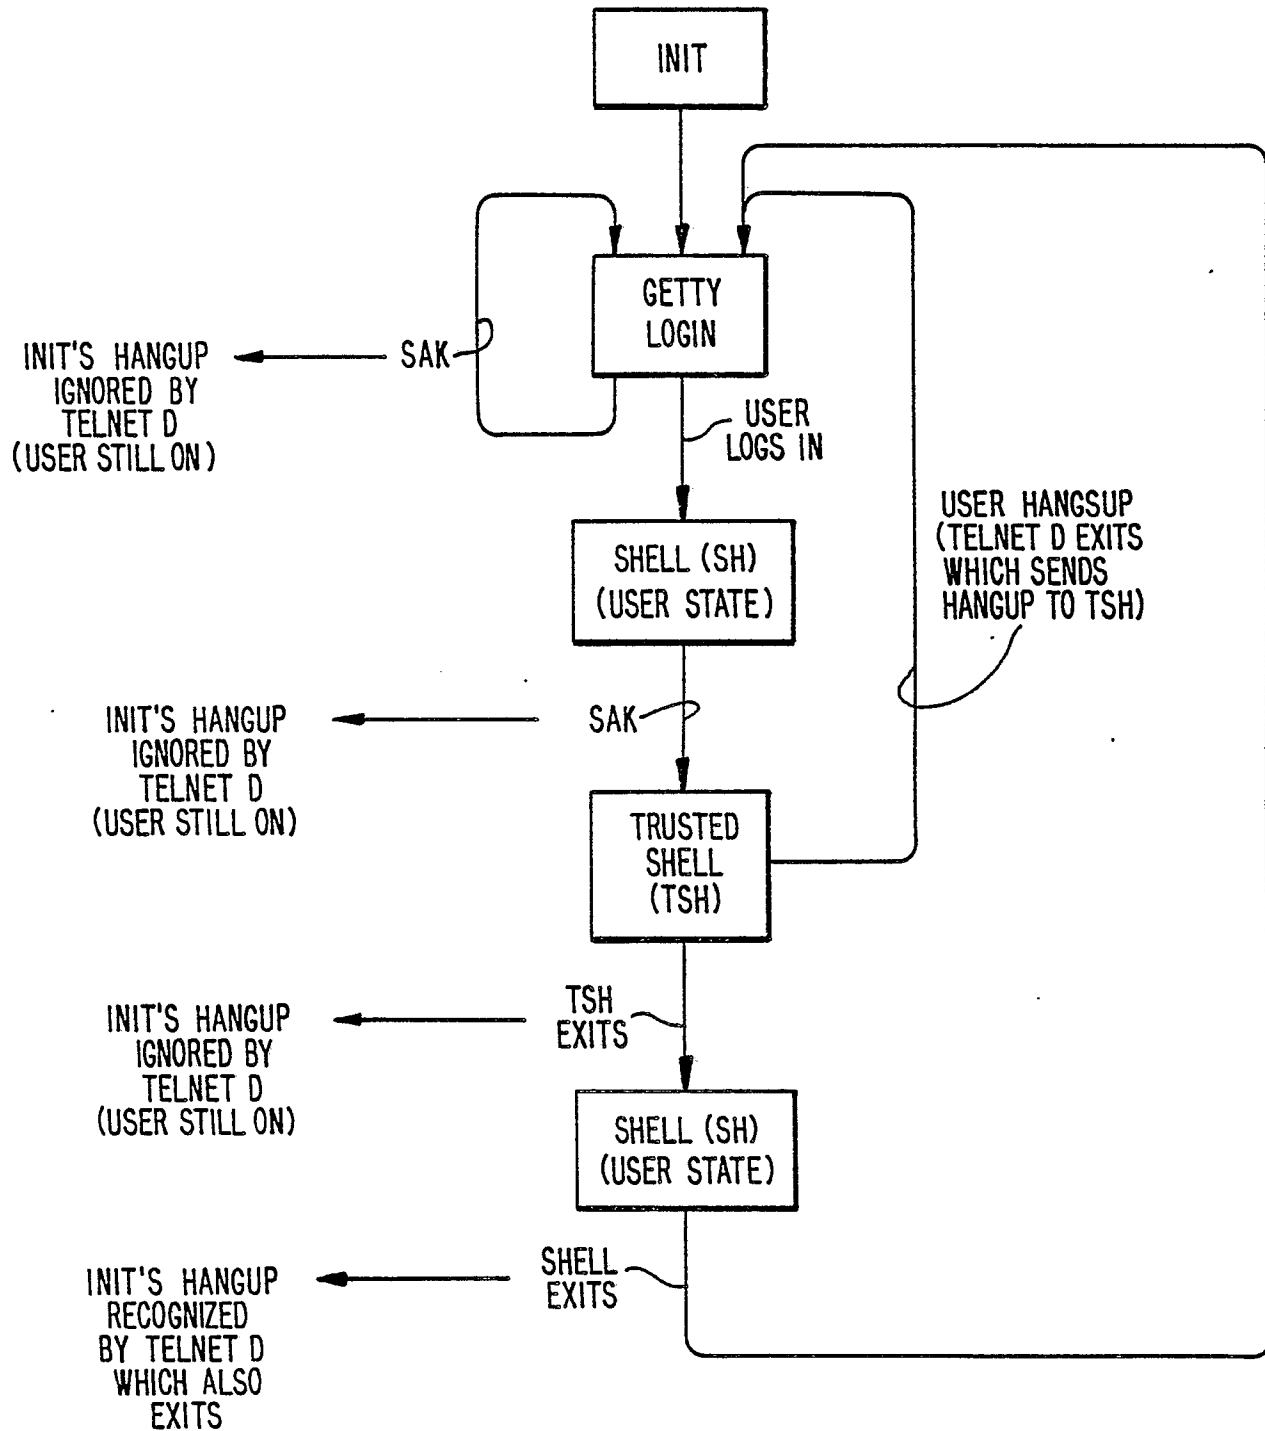 INIT
GETTY
LOGIN
SAK
INIT'S HANGUP
IGNORED BY
TELNET D
(USER STILL ON)
USER
LOGS IN
SHELL (SH)
(USER STATE)
USER HANGSUP
(TELNET D EXITS
WHICH SENDS
HANGUP TO TSH)
SAK
INIT'S HANGUP
IGNORED BY
TELNET D
(USER STILL ON)
TRUSTED
SHELL
(TSH)
TSH
EXITS
INIT'S HANGUP
IGNORED BY
TELNET D
(USER STILL ON)
SHELL (SH)
(USER STATE)
SHELL
EXITS
INIT'S HANGUP
RECOGNIZED
BY TELNET D
WHICH ALSO
EXITS